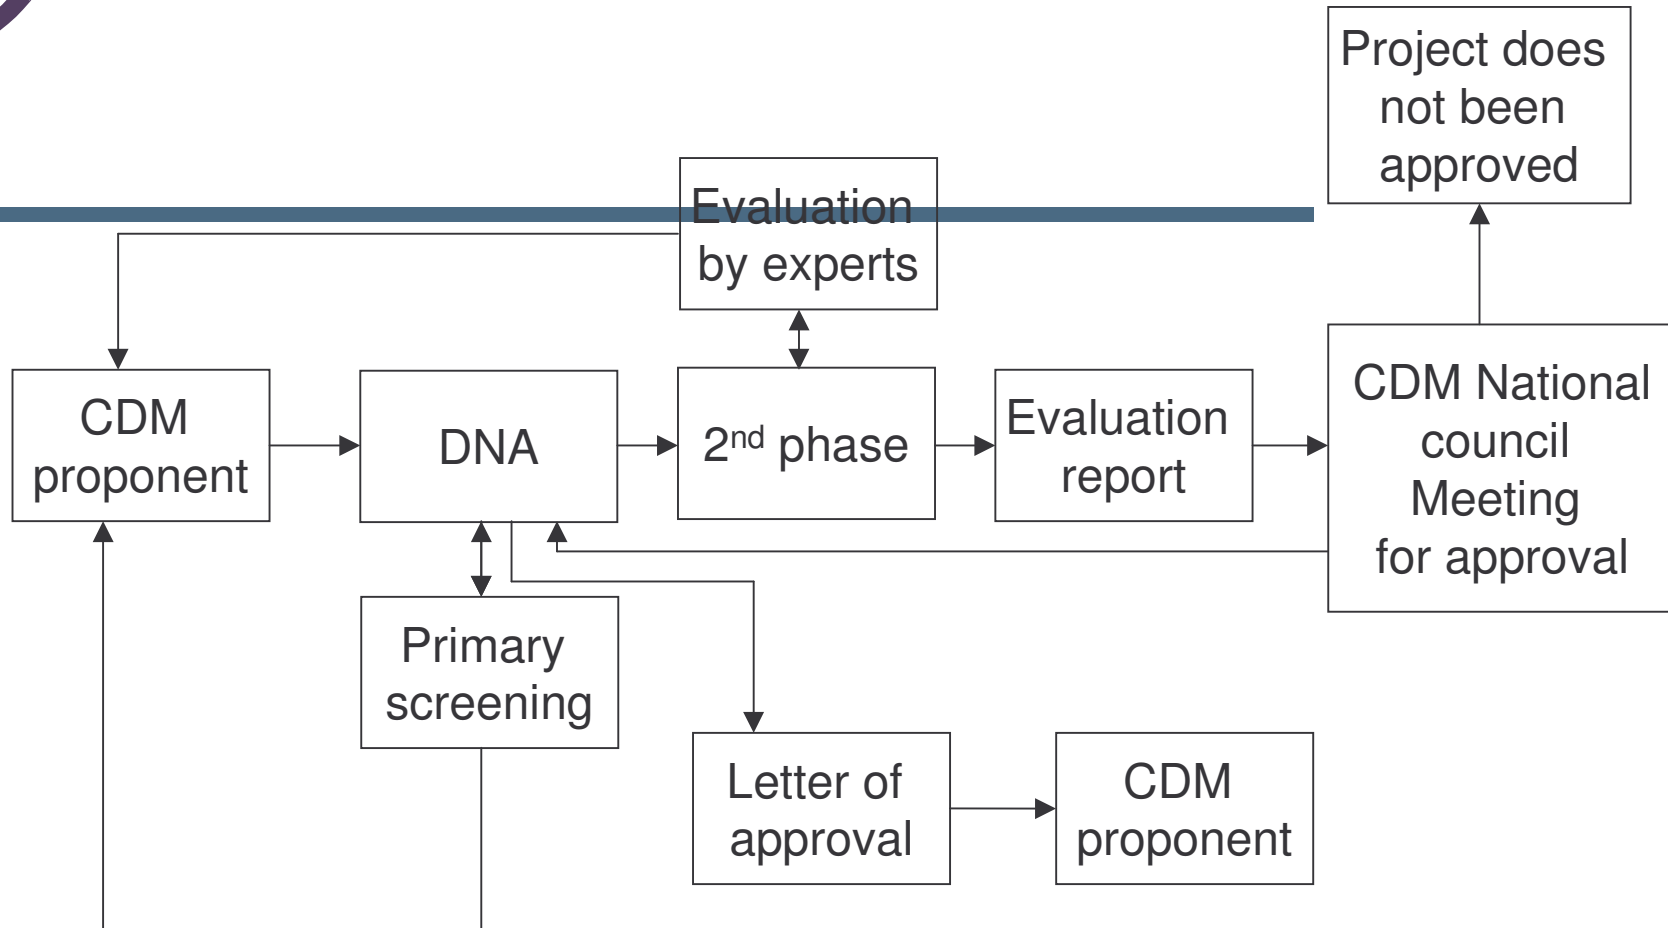 Project does
not been
approved
Evaluation
by experts
CDM
proponent
DNA
2nd phase
Evaluation
report
CDM National
council
Meeting
for approval
Primary
screening
Letter of
approval
CDM
proponent